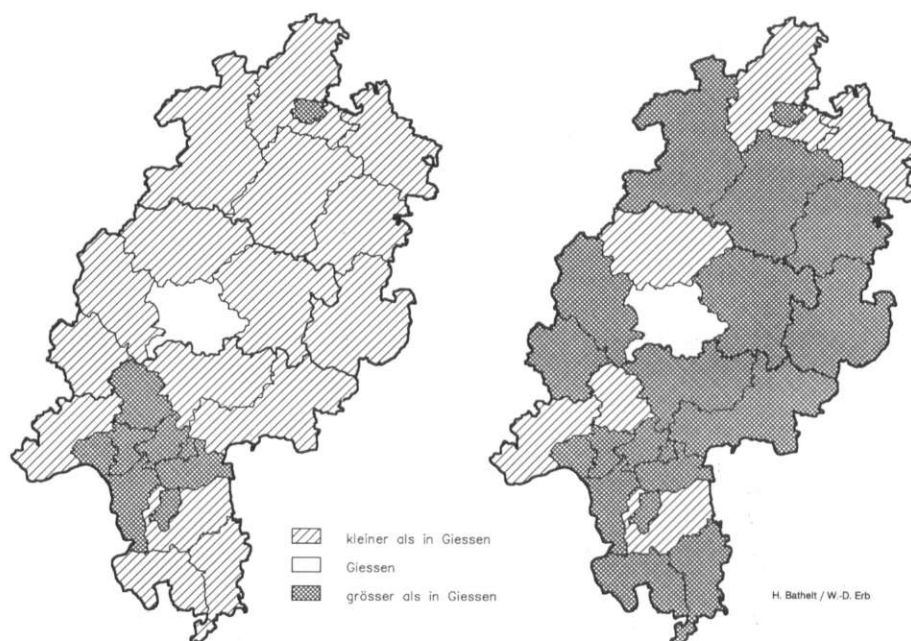 kleiner als in Giessen
Giessen
grösser als in Giessen
H. Bathelt / W.-D. Erb